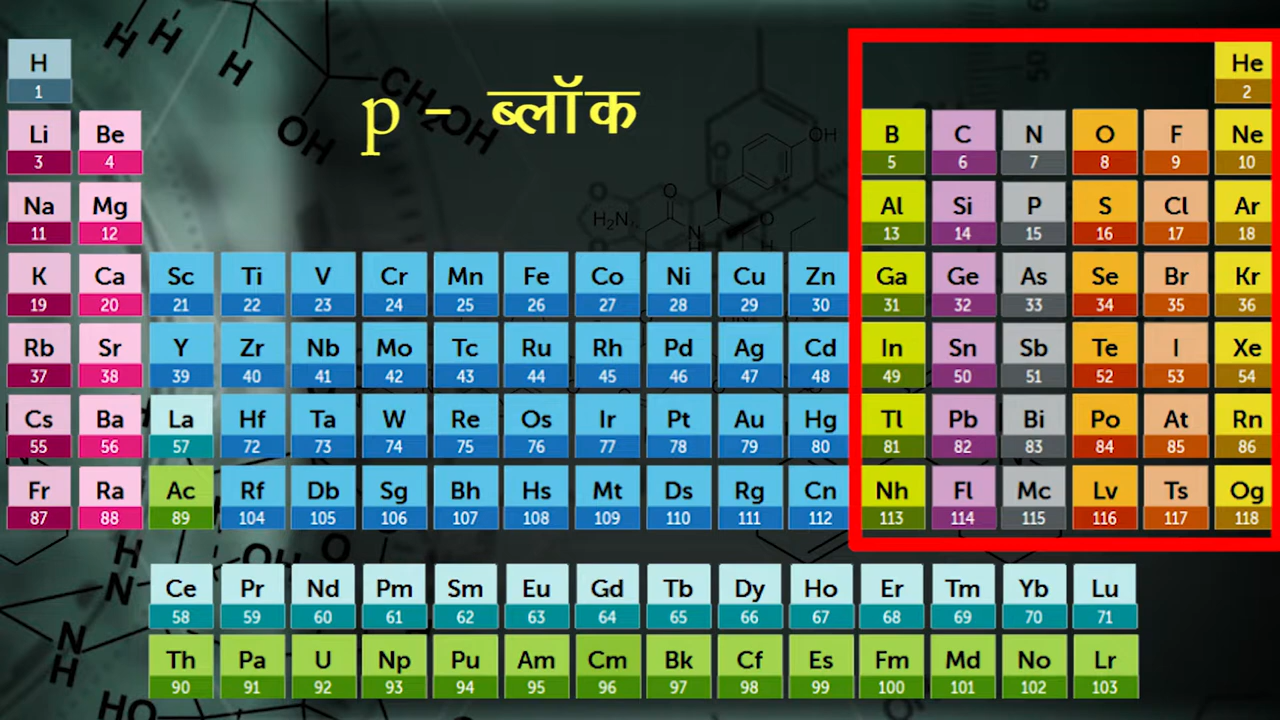 H He
1 2
p - ब्लॉक
Li Be B C N O F Ne
3 4 5 6 7 8 9 10
Na Mg Al Si P S Cl Ar
11 12 13 14 15 16 17 18
K Ca Sc Ti V Cr Mn Fe Co Ni Cu Zn Ga Ge As Se Br Kr
19 20 21 22 23 24 25 26 27 28 29 30 31 32 33 34 35 36
Rb Sr Y Zr Nb Mo Tc Ru Rh Pd Ag Cd In Sn Sb Te I Xe
37 38 39 40 41 42 43 44 45 46 47 48 49 50 51 52 53 54
Cs Ba La Hf Ta W Re Os Ir Pt Au Hg Tl Pb Bi Po At Rn
55 56 57 72 73 74 75 76 77 78 79 80 81 82 83 84 85 86
Fr Ra Ac Rf Db Sg Bh Hs Mt Ds Rg Cn Nh Fl Mc Lv Ts Og
87 88 89 104 105 106 107 108 109 110 111 112 113 114 115 116 117 118
Ce Pr Nd Pm Sm Eu Gd Tb Dy Ho Er Tm Yb Lu
58 59 60 61 62 63 64 65 66 67 68 69 70 71
Th Pa U Np Pu Am Cm Bk Cf Es Fm Md No Lr
90 91 92 93 94 95 96 97 98 99 100 101 102 103
H H
H
CH₂OH
OH
OH
O
H₂N
O
N
H
H
OH
O
N
N
H
HO